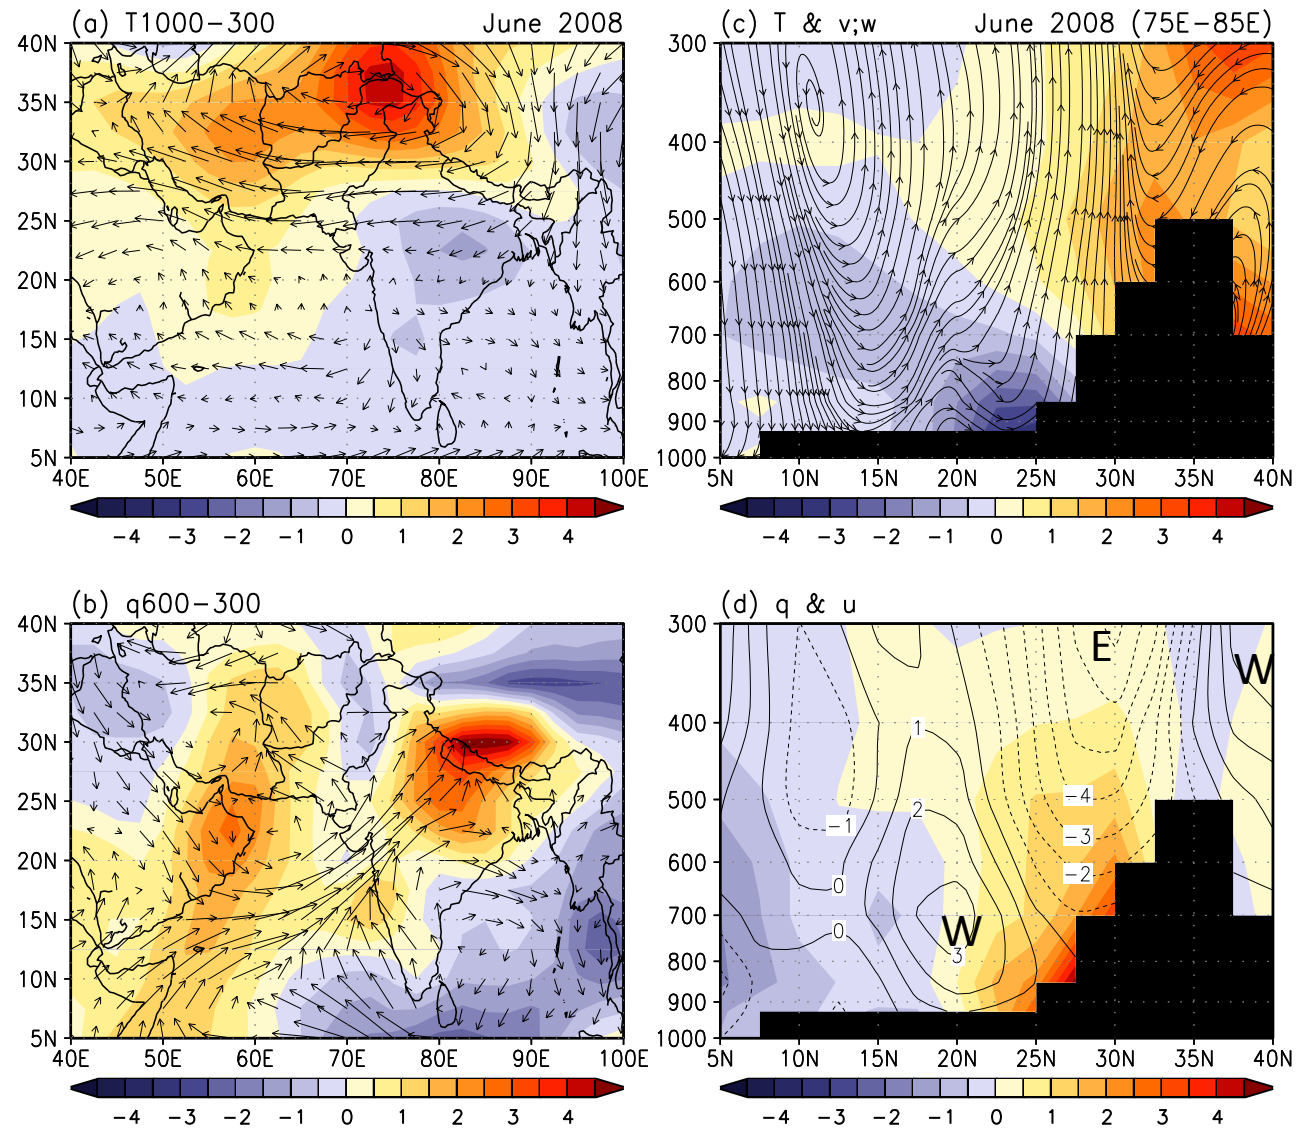 (a) T1000-300 June 2008
40N
35N
30N
25N
20N
15N
10N
5N
40E 50E 60E 70E 80E 90E 100E
-4 -3 -2 -1 0 1 2 3 4
(c) T & v;w June 2008 (75E-85E)
300
400
500
600
700
800
900
1000
5N 10N 15N 20N 25N 30N 35N 40N
-4 -3 -2 -1 0 1 2 3 4
(b) q600-300
40N
35N
30N
25N
20N
15N
10N
5N
40E 50E 60E 70E 80E 90E 100E
-4 -3 -2 -1 0 1 2 3 4
(d) q & u
300
400
500
600
700
800
900
1000
E
W
1
-4
2
-1
-3
-2
0
0
W
3
5N 10N 15N 20N 25N 30N 35N 40N
-4 -3 -2 -1 0 1 2 3 4